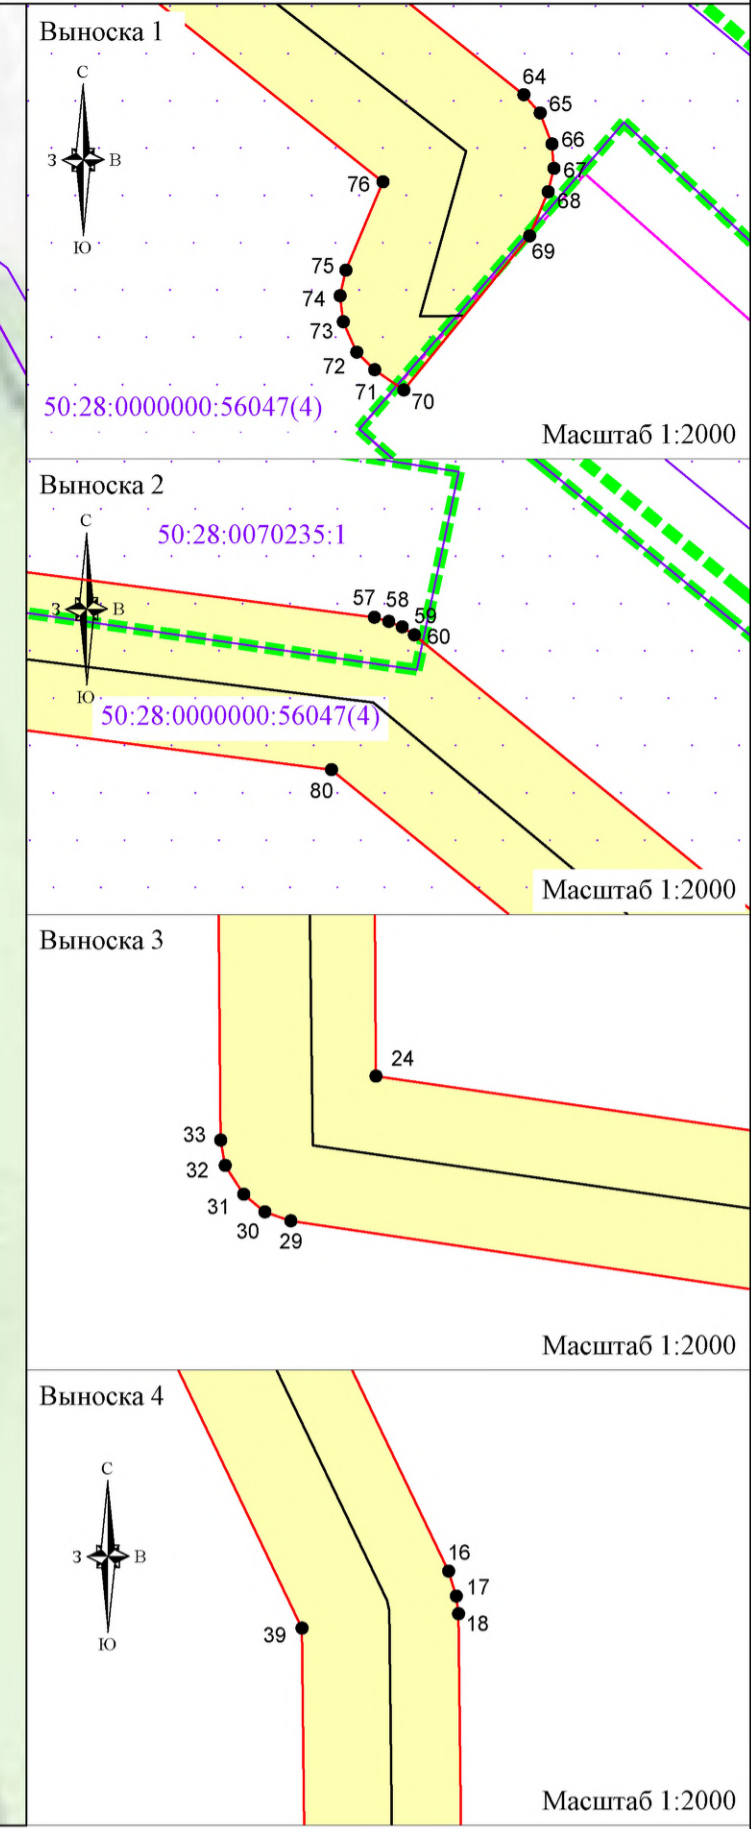 Выноска 1
С
З В
Ю
64
65
66
67
68
69
76
75
74
73
72
71
70
50:28:0000000:56047(4)
Масштаб 1:2000
Выноска 2
50:28:0070235:1
С
З В
Ю
57
58
59
60
50:28:0000000:56047(4)
80
Масштаб 1:2000
Выноска 3
24
33
32
31
30
29
Масштаб 1:2000
Выноска 4
С
З В
Ю
16
17
18
39
Масштаб 1:2000